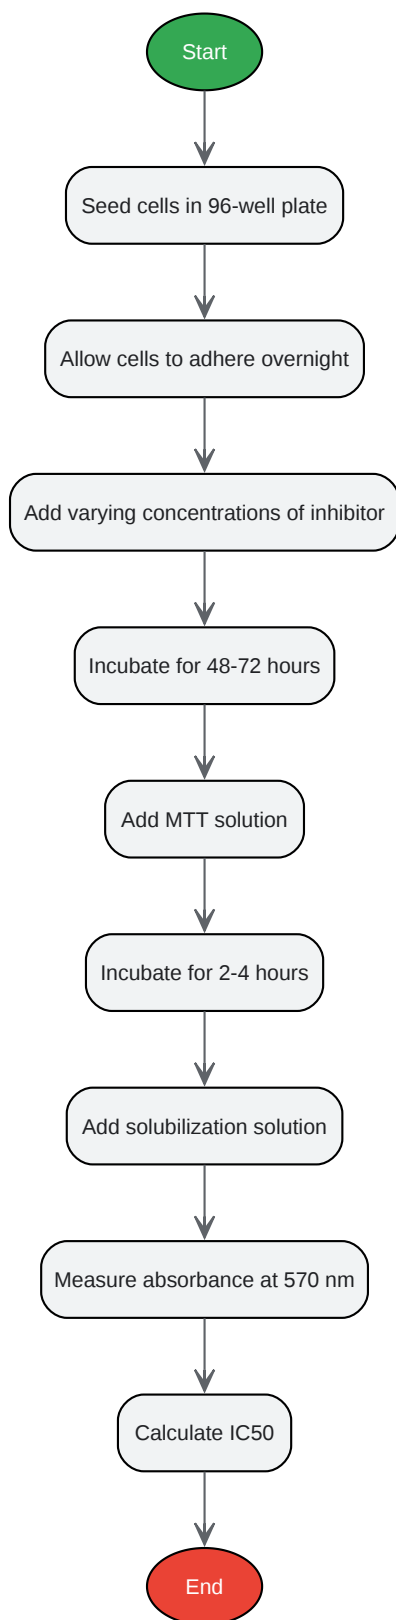 Start
Seed cells in 96-well plate
Allow cells to adhere overnight
Add varying concentrations of inhibitor
Incubate for 48-72 hours
Add MTT solution
Incubate for 2-4 hours
Add solubilization solution
Measure absorbance at 570 nm
Calculate IC50
End